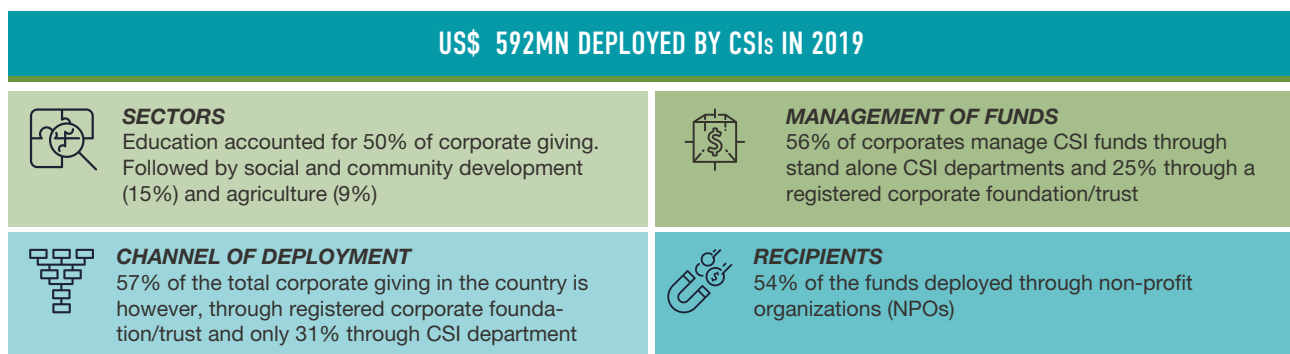 US$ 592MN DEPLOYED BY CSIs IN 2019
SECTORS
Education accounted for 50% of corporate giving.
Followed by social and community development
(15%) and agriculture (9%)
MANAGEMENT OF FUNDS
56% of corporates manage CSI funds through
stand alone CSI departments and 25% through a
registered corporate foundation/trust
CHANNEL OF DEPLOYMENT
57% of the total corporate giving in the country is
however, through registered corporate founda-
tion/trust and only 31% through CSI department
RECIPIENTS
54% of the funds deployed through non-profit
organizations (NPOs)